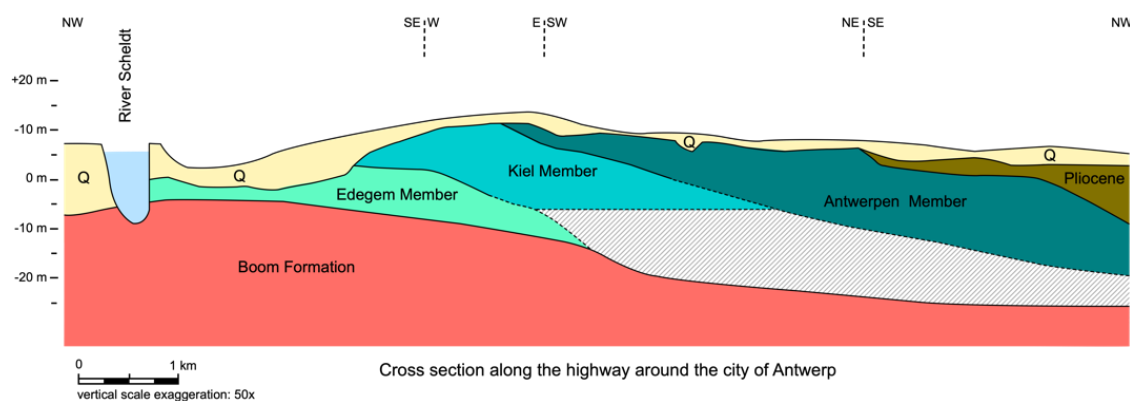 NW
SE W
E SW
NE SE
NW
River Scheldt
+20 m
-10 m
0 m
-10 m
-20 m
Q
Q
Q
Q
Kiel Member
Edegem Member
Antwerpen Member
Pliocene
Boom Formation
0
1 km
vertical scale exaggeration: 50x
Cross section along the highway around the city of Antwerp